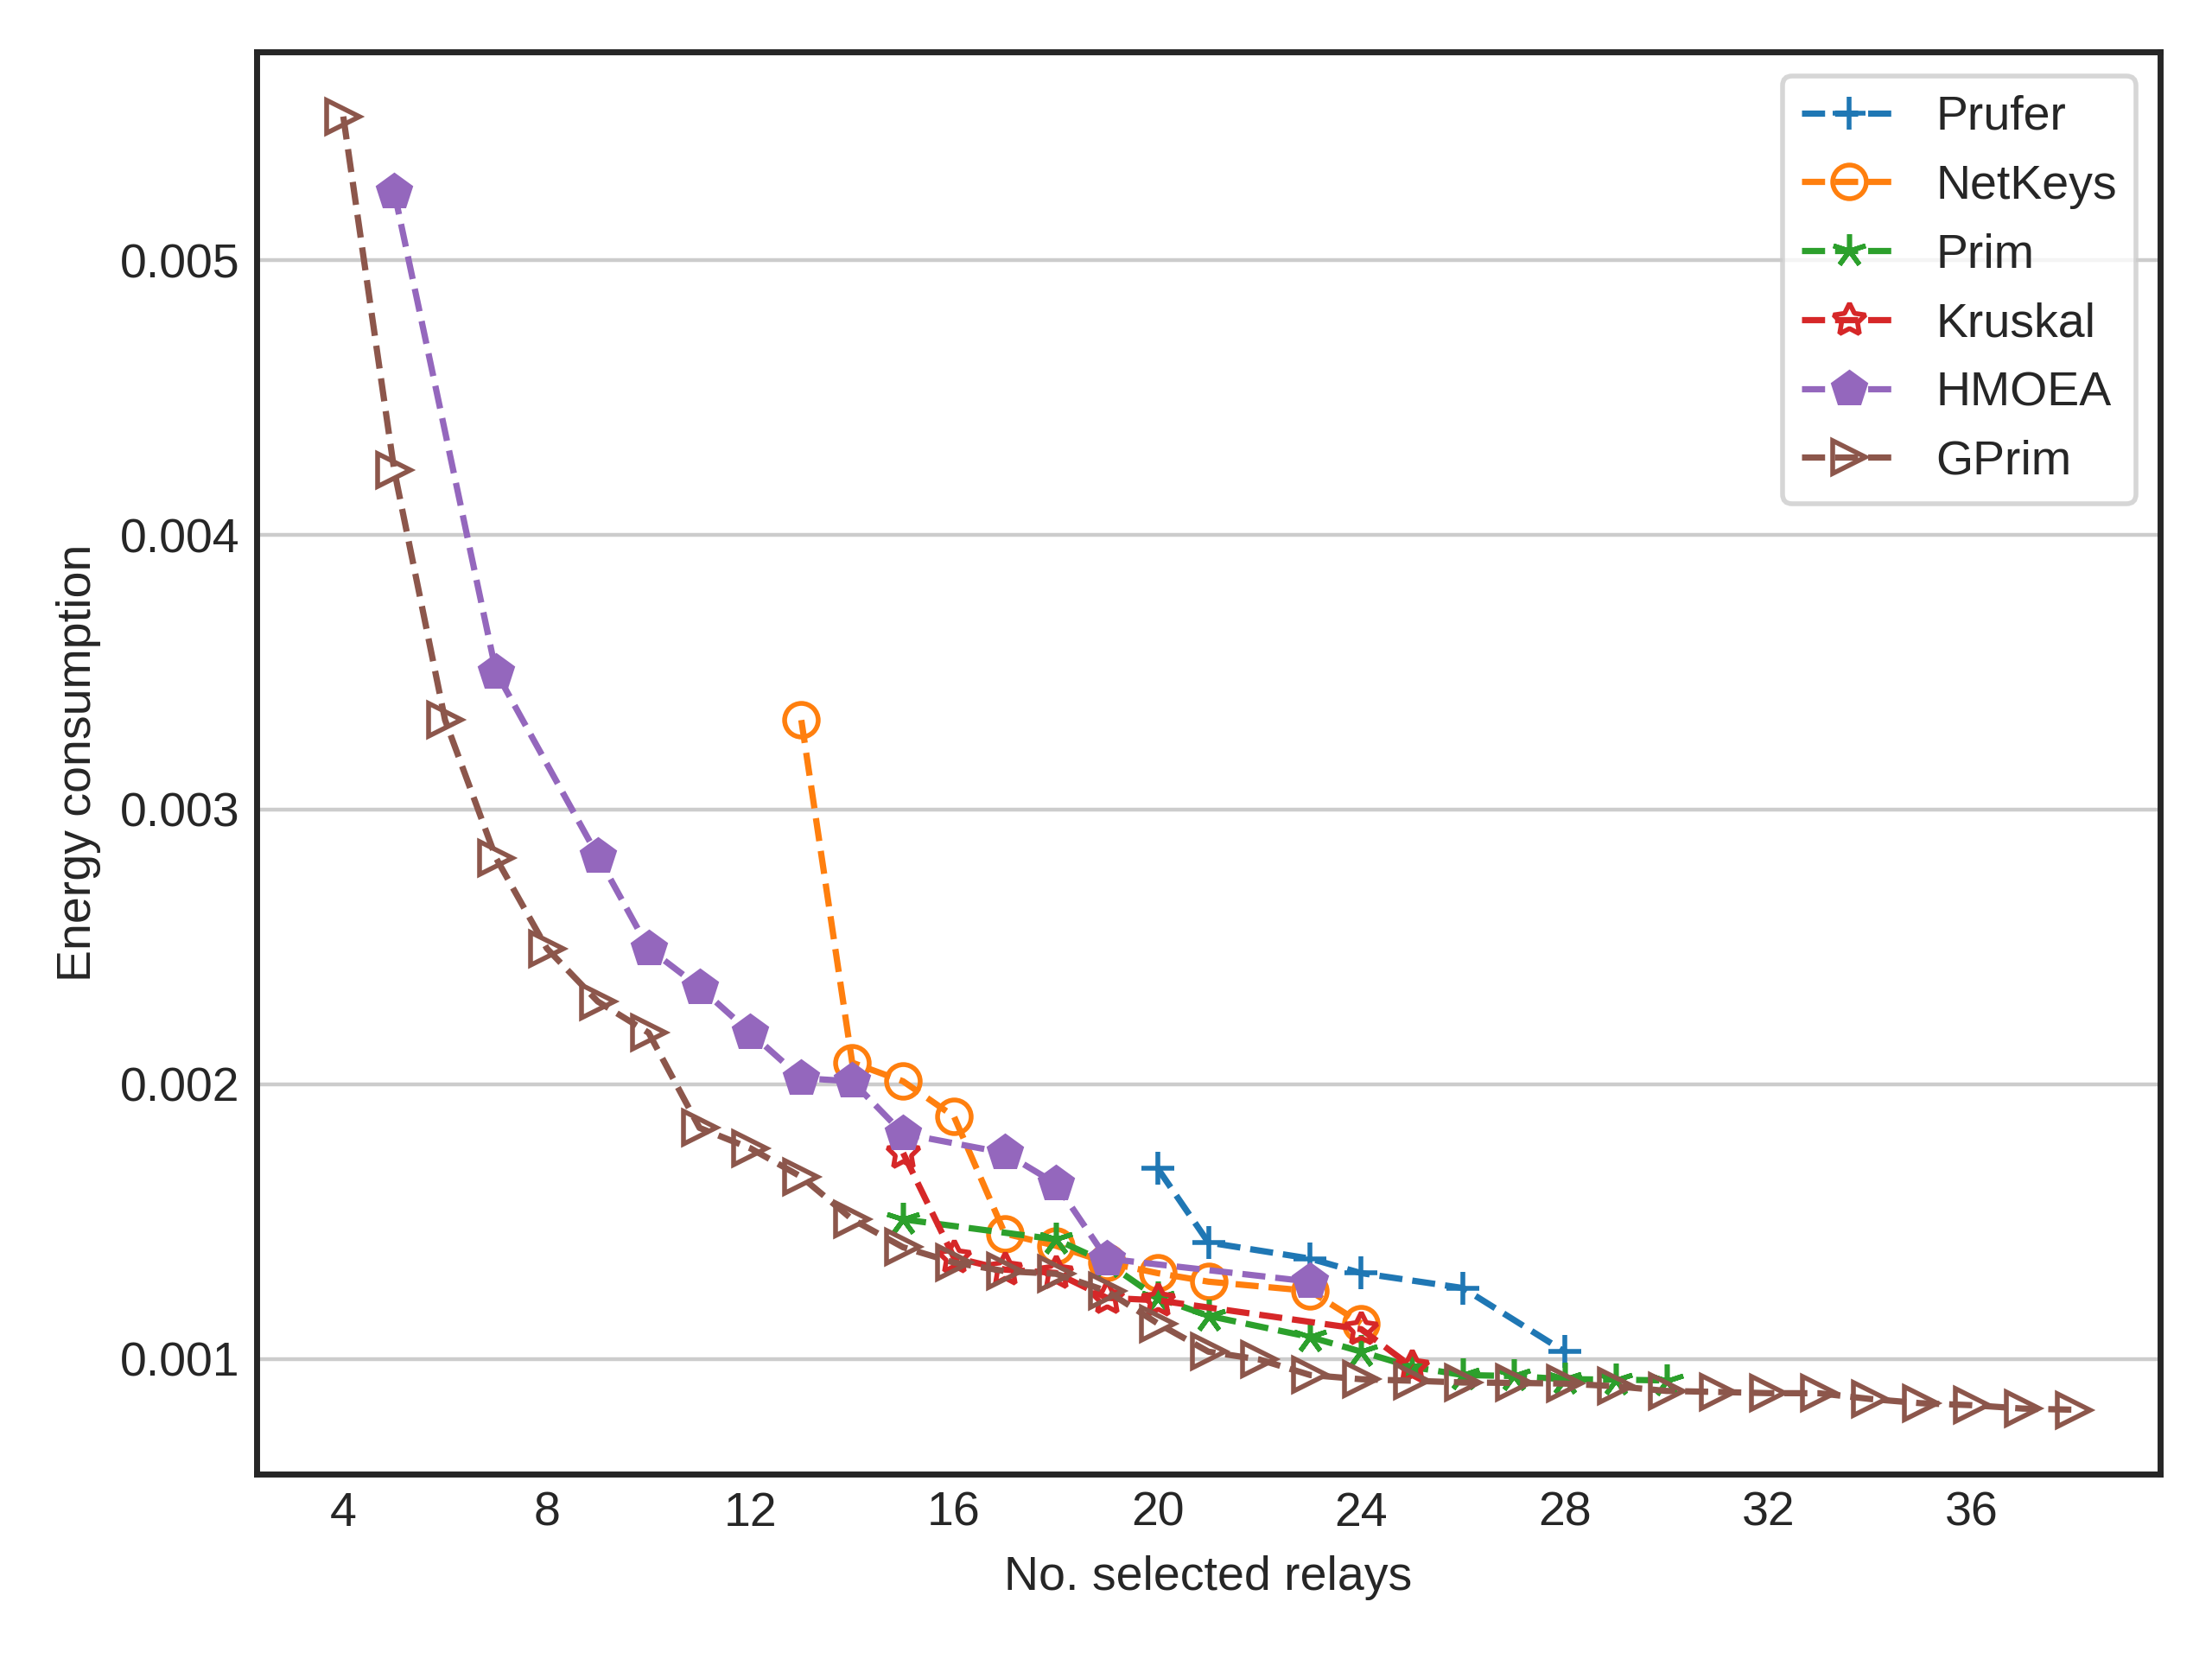 Prufer
NetKeys
Prim
Kruskal
HMOEA
GPrim
0.005
0.004
0.003
0.002
0.001
Energy consumption
4 8 12 16 20 24 28 32 36
No. selected relays